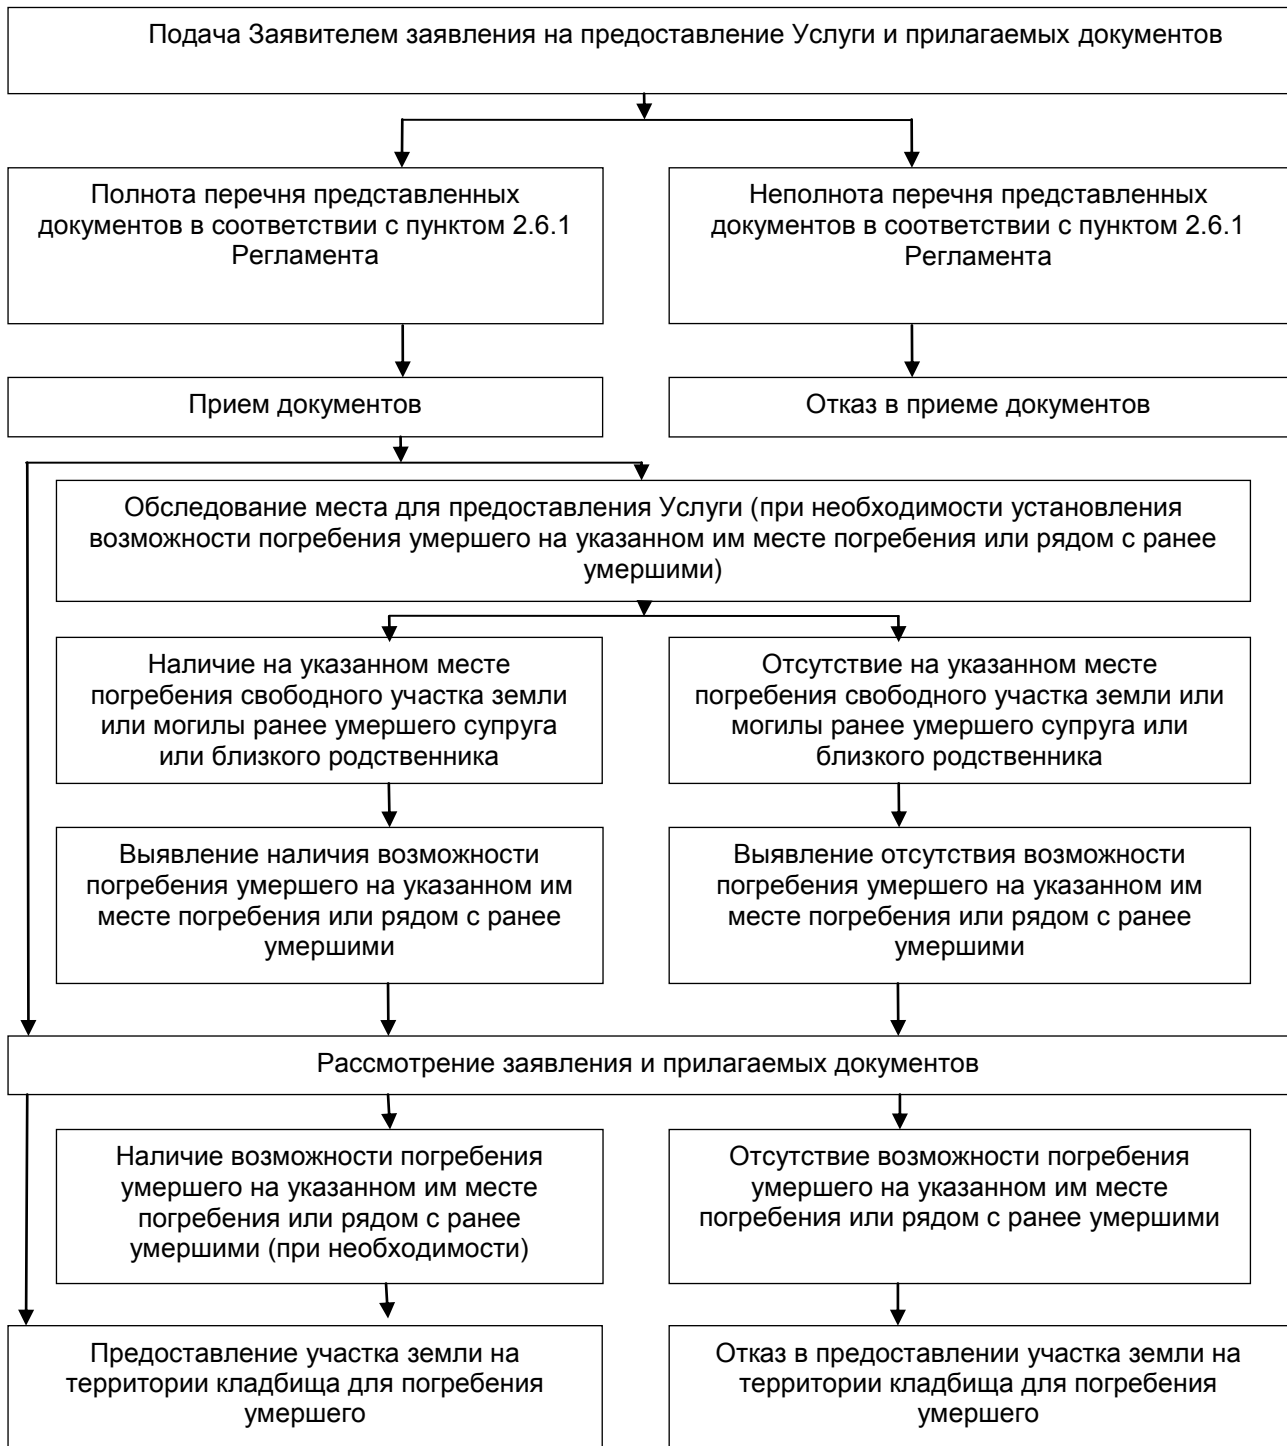 Подача Заявителем заявления на предоставление Услуги и прилагаемых документов
Полнота перечня представленных
документов в соответствии с пунктом 2.6.1
Регламента
Неполнота перечня представленных
документов в соответствии с пунктом 2.6.1
Регламента
Прием документов
Отказ в приеме документов
Обследование места для предоставления Услуги (при необходимости установления
возможности погребения умершего на указанном им месте погребения или рядом с ранее
умершими)
Наличие на указанном месте
погребения свободного участка земли
или могилы ранее умершего супруга
или близкого родственника
Отсутствие на указанном месте
погребения свободного участка земли или
могилы ранее умершего супруга или
близкого родственника
Выявление наличия возможности
погребения умершего на указанном им
месте погребения или рядом с ранее
умершими
Выявление отсутствия возможности
погребения умершего на указанном им
месте погребения или рядом с ранее
умершими
Рассмотрение заявления и прилагаемых документов
Наличие возможности погребения
умершего на указанном им месте
погребения или рядом с ранее
умершими (при необходимости)
Отсутствие возможности погребения
умершего на указанном им месте
погребения или рядом с ранее умершими
Предоставление участка земли на
территории кладбища для погребения
умершего
Отказ в предоставлении участка земли на
территории кладбища для погребения
умершего